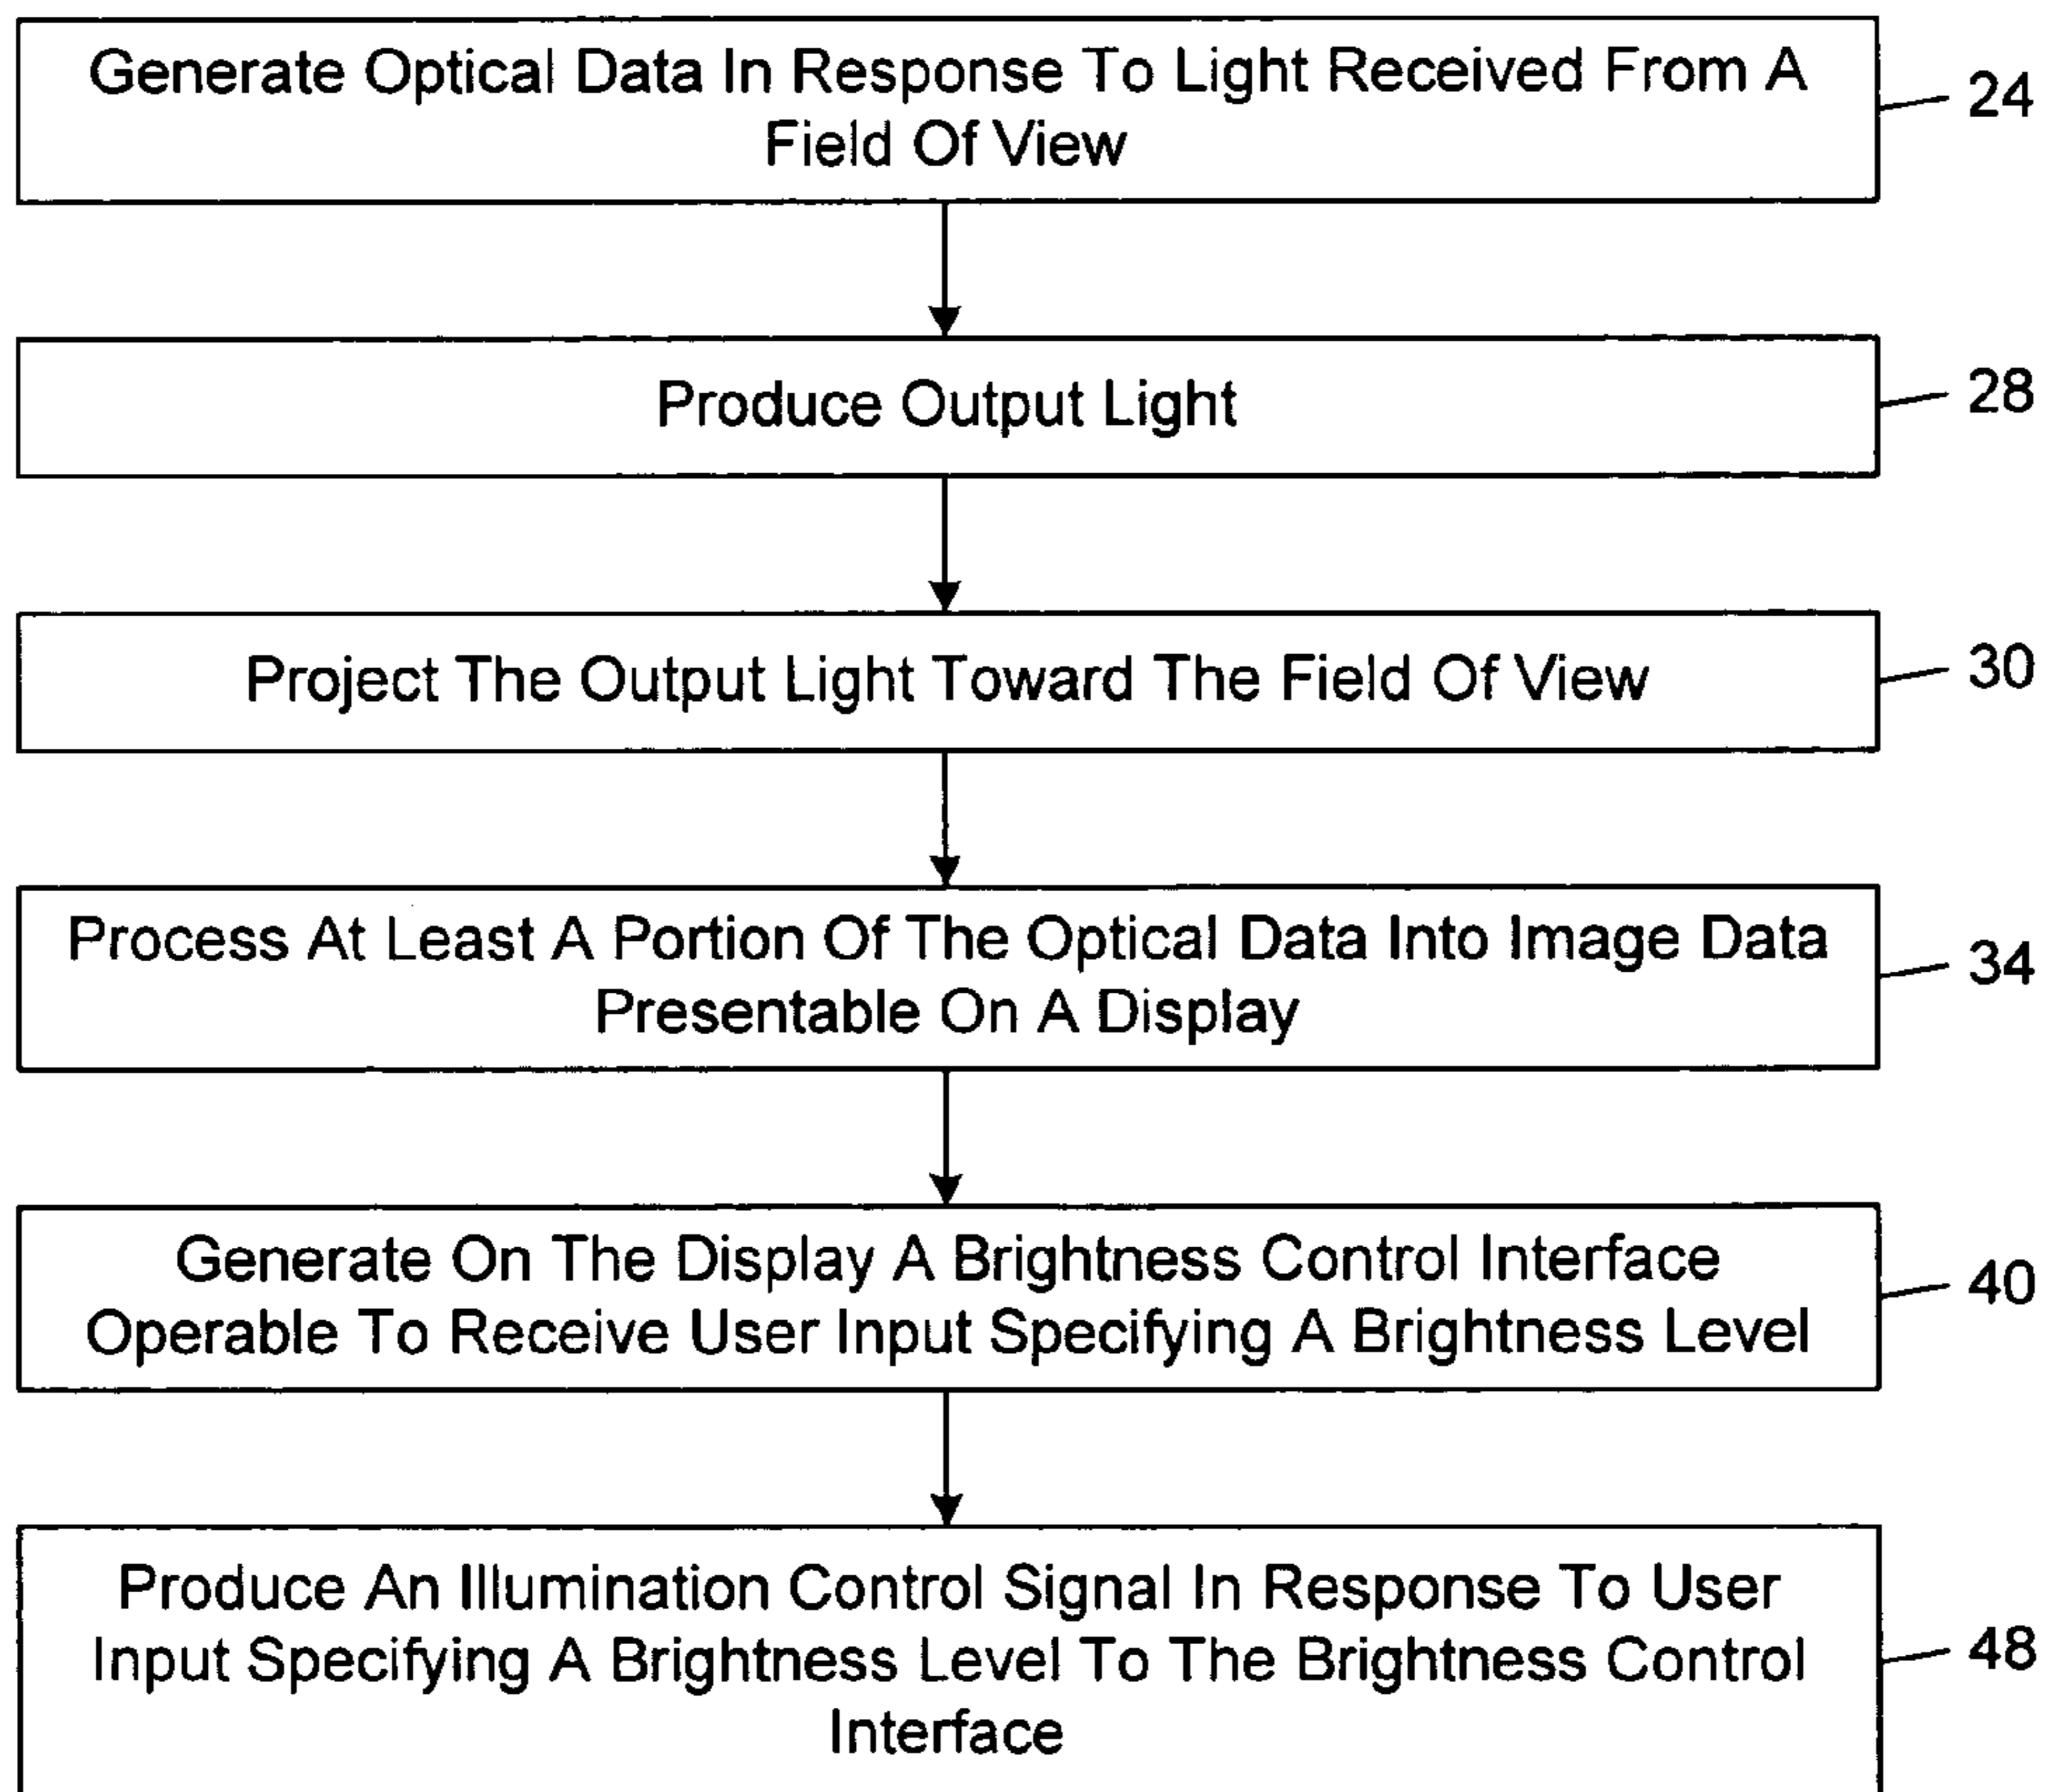 Generate Optical Data In Response To Light Received From A
Field Of View
24
Produce Output Light
28
Project The Output Light Toward The Field Of View
30
Process At Least A Portion Of The Optical Data Into Image Data
Presentable On A Display
34
Generate On The Display A Brightness Control Interface
Operable To Receive User Input Specifying A Brightness Level
40
Produce An Illumination Control Signal In Response To User
Input Specifying A Brightness Level To The Brightness Control
Interface
48